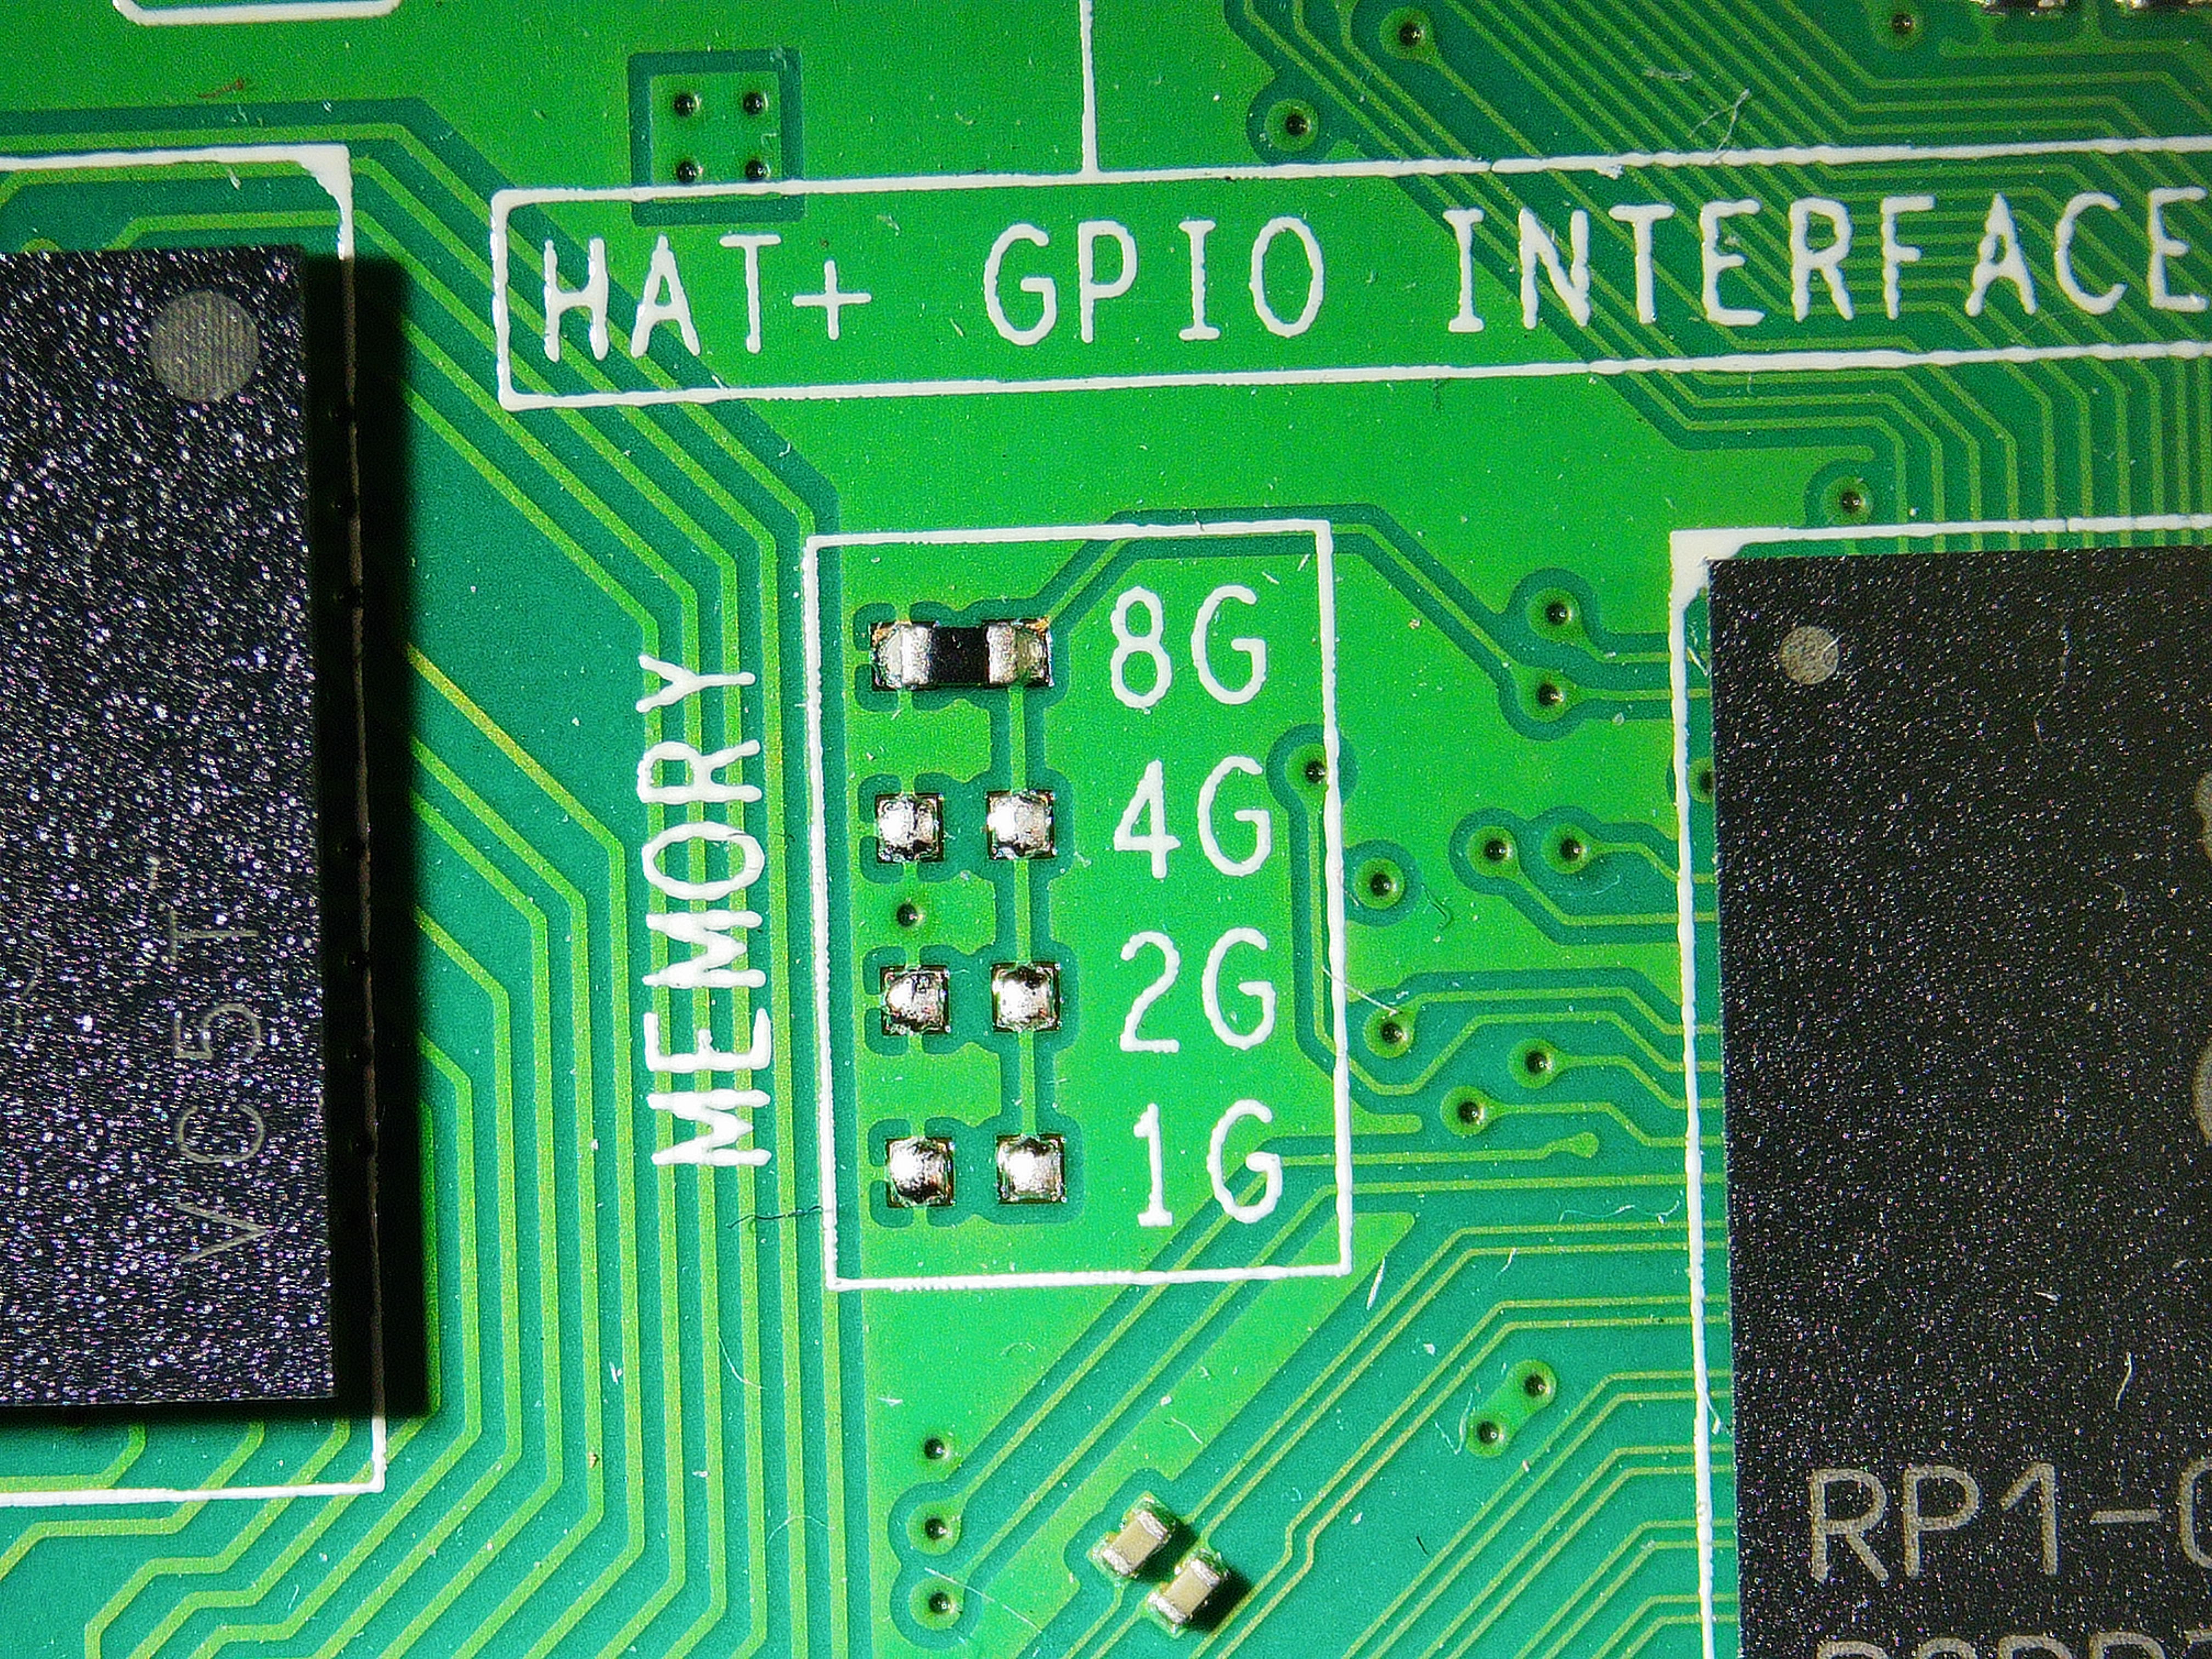 HAT+ GPIO INTERFACE
MEMORY
8G
4G
2G
1G
VC5T
RP1-